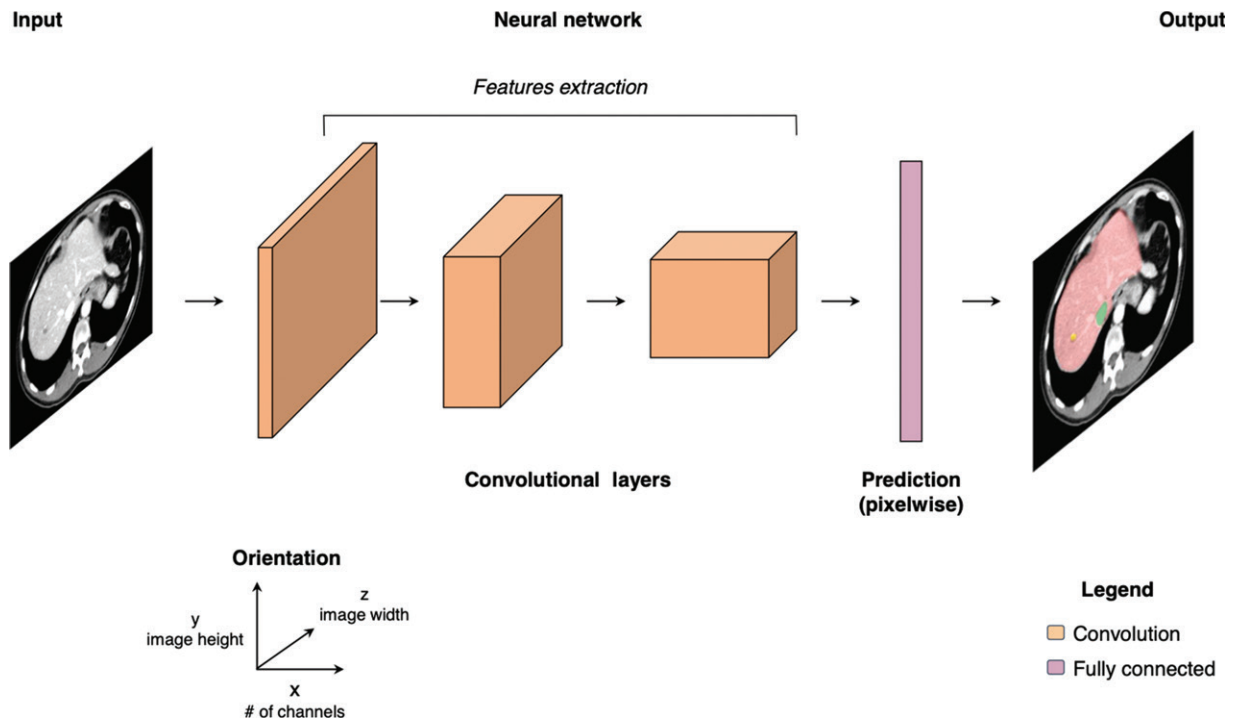 Input
Neural network
Output
Features extraction
Convolutional layers
Prediction
(pixelwise)
Orientation
y
image height
z
image width
X
# of channels
Legend
Convolution
Fully connected